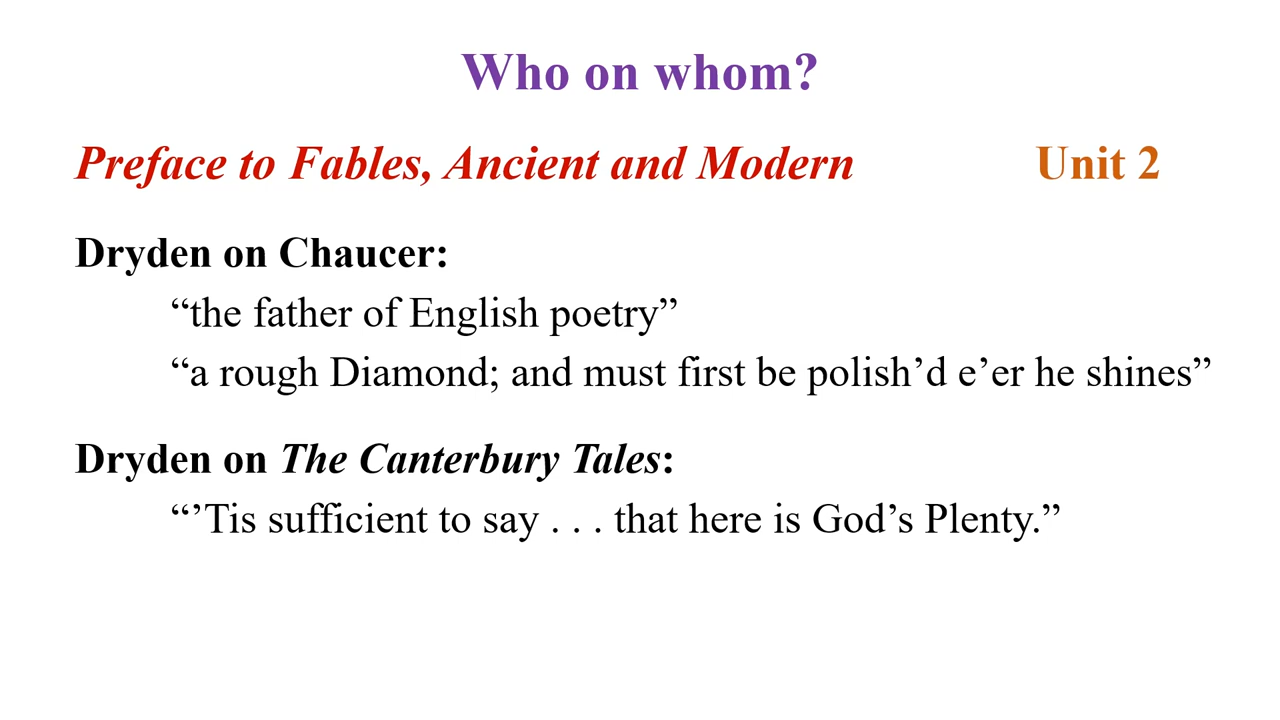 Who on whom?
Preface to Fables, Ancient and Modern Unit 2
Dryden on Chaucer:
“the father of English poetry”
“a rough Diamond; and must first be polish’d e’er he shines”
Dryden on The Canterbury Tales:
“’Tis sufficient to say . . . that here is God’s Plenty.”